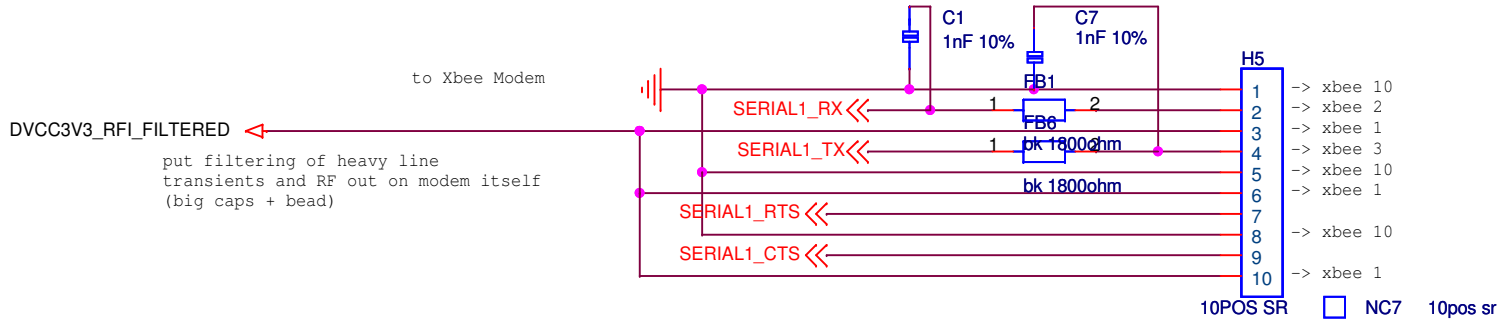 C1
1nF 10%
C7
1nF 10%
H5
to Xbee Modem
FB1
1 -> xbee 10
SERIAL1_RX 1 2 2 -> xbee 2
FB6
DVCC3V3_RFI_FILTERED 3 -> xbee 1
SERIAL1_TX 1 2 4 -> xbee 3
bk 1800ohm
put filtering of heavy line
transients and RF out on modem itself
(big caps + bead)
5 -> xbee 10
bk 1800ohm
6 -> xbee 1
SERIAL1_RTS 7
8 -> xbee 10
SERIAL1_CTS 9
10 -> xbee 1
10POS SR NC7 10pos sr